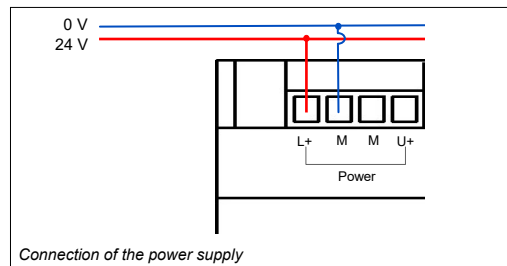 0 V
24 V
L+ M M U+
Power
Connection of the power supply